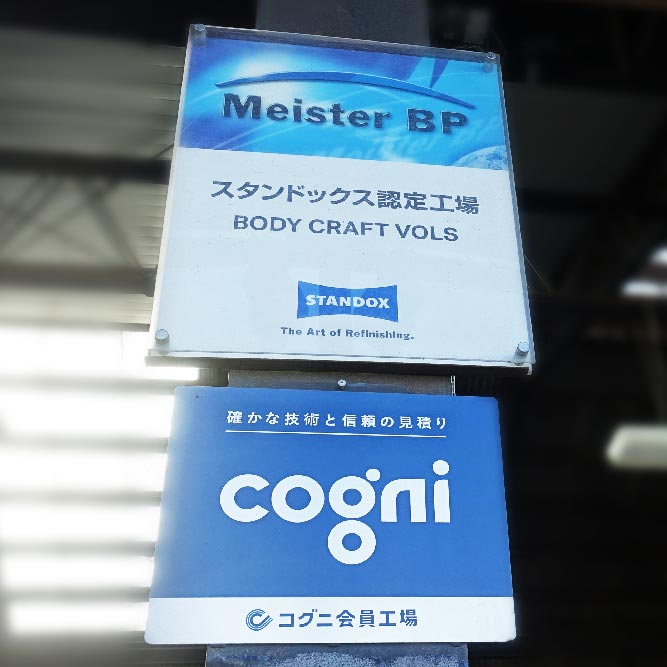 Meister BP
スタンドックス認定工場
BODY CRAFT VOLS
STANDOX
The Art of Refinishing.
確かな技術と信頼の見積り
cogni
コグニ会員工場